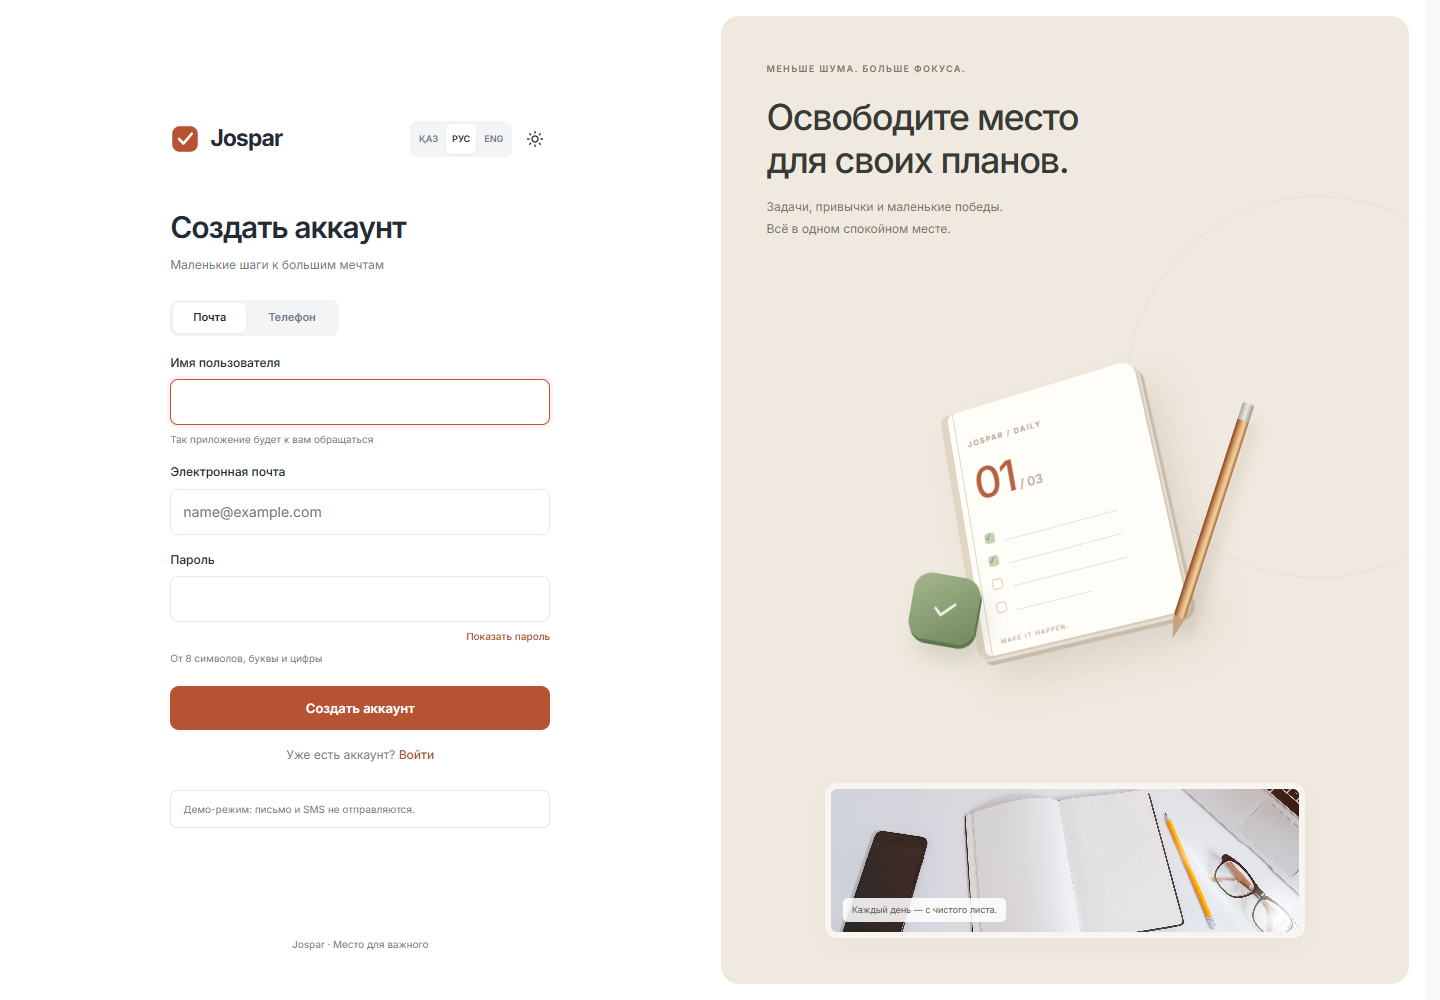 Jospar
ҚАЗ РУС ENG
Создать аккаунт
Маленькие шаги к большим мечтам
Почта Телефон
Имя пользователя
Так приложение будет к вам обращаться
Электронная почта
name@example.com
Пароль
Показать пароль
От 8 символов, буквы и цифры
Создать аккаунт
Уже есть аккаунт? Войти
Демо-режим: письмо и SMS не отправляются.
Jospar · Место для важного
МЕНЬШЕ ШУМА. БОЛЬШЕ ФОКУСА.
Освободите место
для своих планов.
Задачи, привычки и маленькие победы.
Всё в одном спокойном месте.
JOSPAR / DAILY
01 / 03
MAKE IT HAPPEN.
Каждый день — с чистого листа.